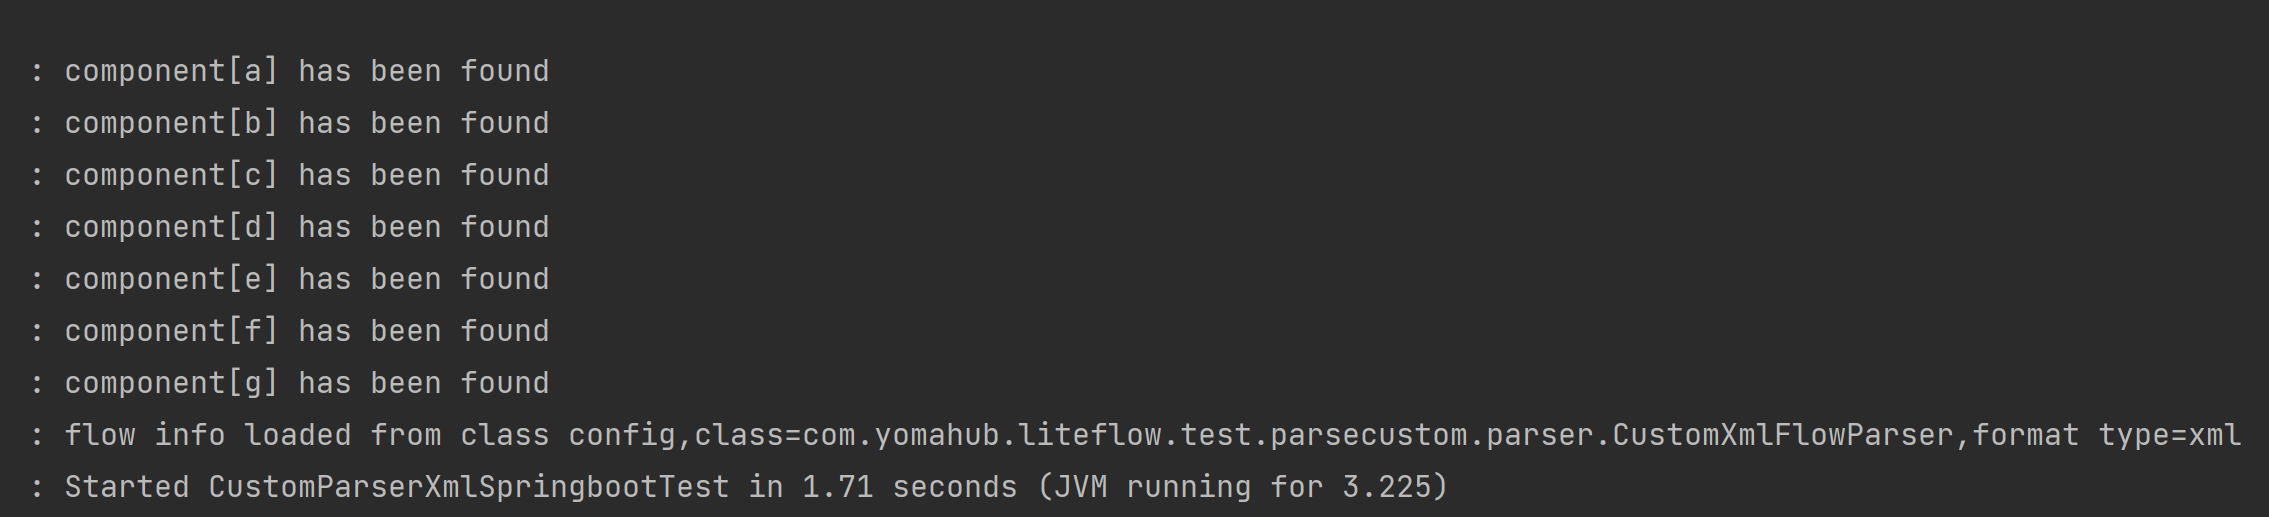 : component[a] has been found
: component[b] has been found
: component[c] has been found
: component[d] has been found
: component[e] has been found
: component[f] has been found
: component[g] has been found
: flow info loaded from class config,class=com.yomahub.liteflow.test.parsecustom.parser.CustomXmlFlowParser,format type=xml
: Started CustomParserXmlSpringbootTest in 1.71 seconds (JVM running for 3.225)